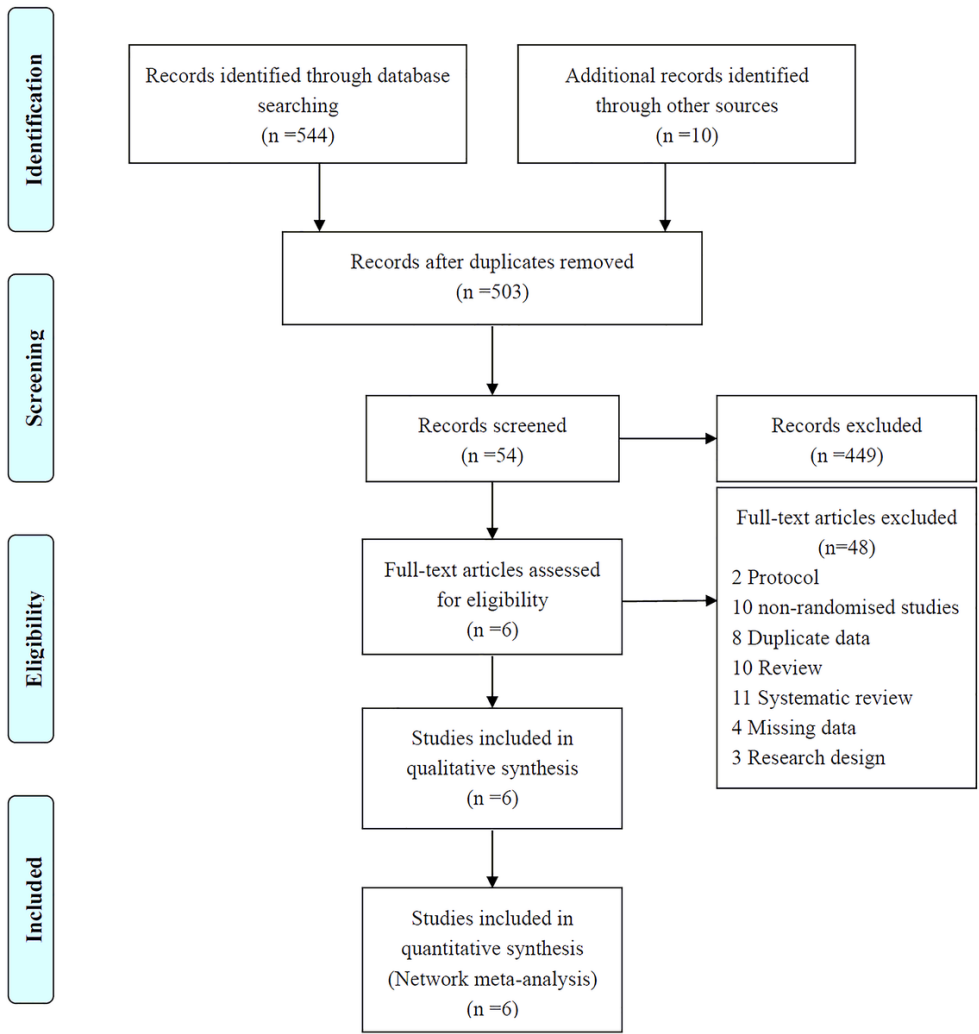 Identification
Records identified through database
searching
(n =544)
Additional records identified
through other sources
(n =10)
Records after duplicates removed
(n =503)
Screening
Records screened
(n =54)
Records excluded
(n =449)
Eligibility
Full-text articles assessed
for eligibility
(n =6)
Full-text articles excluded
(n=48)
2 Protocol
10 non-randomised studies
8 Duplicate data
10 Review
11 Systematic review
4 Missing data
3 Research design
Studies included in
qualitative synthesis
(n =6)
Included
Studies included in
quantitative synthesis
(Network meta-analysis)
(n =6)